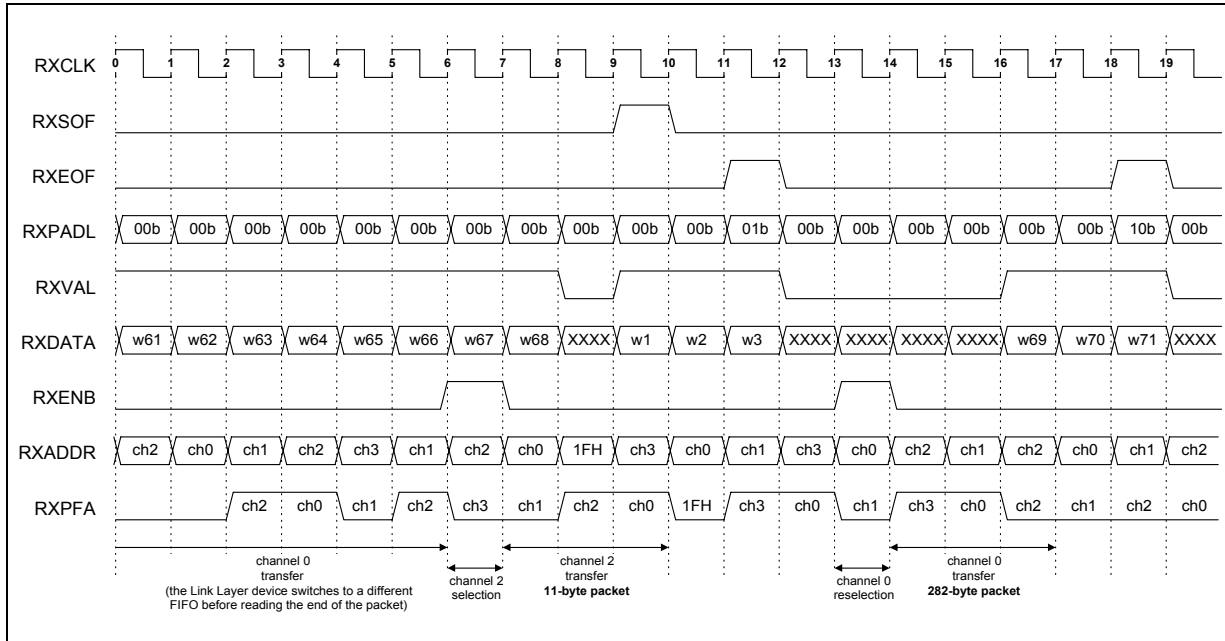 RXCLK 0 1 2 3 4 5 6 7 8 9 10 11 12 13 14 15 16 17 18 19
RXSOF
RXEOF
RXPADL 00b 00b 00b 00b 00b 00b 00b 00b 00b 00b 00b 01b 00b 00b 00b 00b 00b 00b 10b 00b
RXVAL
RXDATA w61 w62 w63 w64 w65 w66 w67 w68 XXXX w1 w2 w3 XXXX XXXX XXXX XXXX w69 w70 w71 XXXX
RXENB
RXADDR ch2 ch0 ch1 ch2 ch3 ch1 ch2 ch0 1FH ch3 ch0 ch1 ch3 ch0 ch2 ch1 ch2 ch0 ch1 ch2
RXPFA ch2 ch0 ch1 ch2 ch3 ch1 ch2 ch0 1FH ch3 ch0 ch1 ch3 ch0 ch2 ch1 ch2 ch0
channel 0
transfer
(the Link Layer device switches to a different
FIFO before reading the end of the packet)
channel 2
selection
channel 2
transfer
11-byte packet
channel 0
reselection
channel 0
transfer
282-byte packet